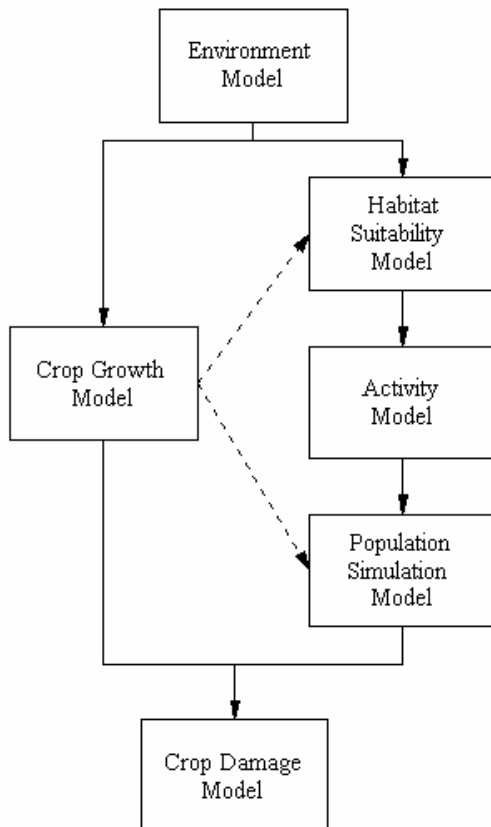 Environment
Model
Habitat
Suitability
Model
Crop Growth
Model
Activity
Model
Population
Simulation
Model
Crop Damage
Model